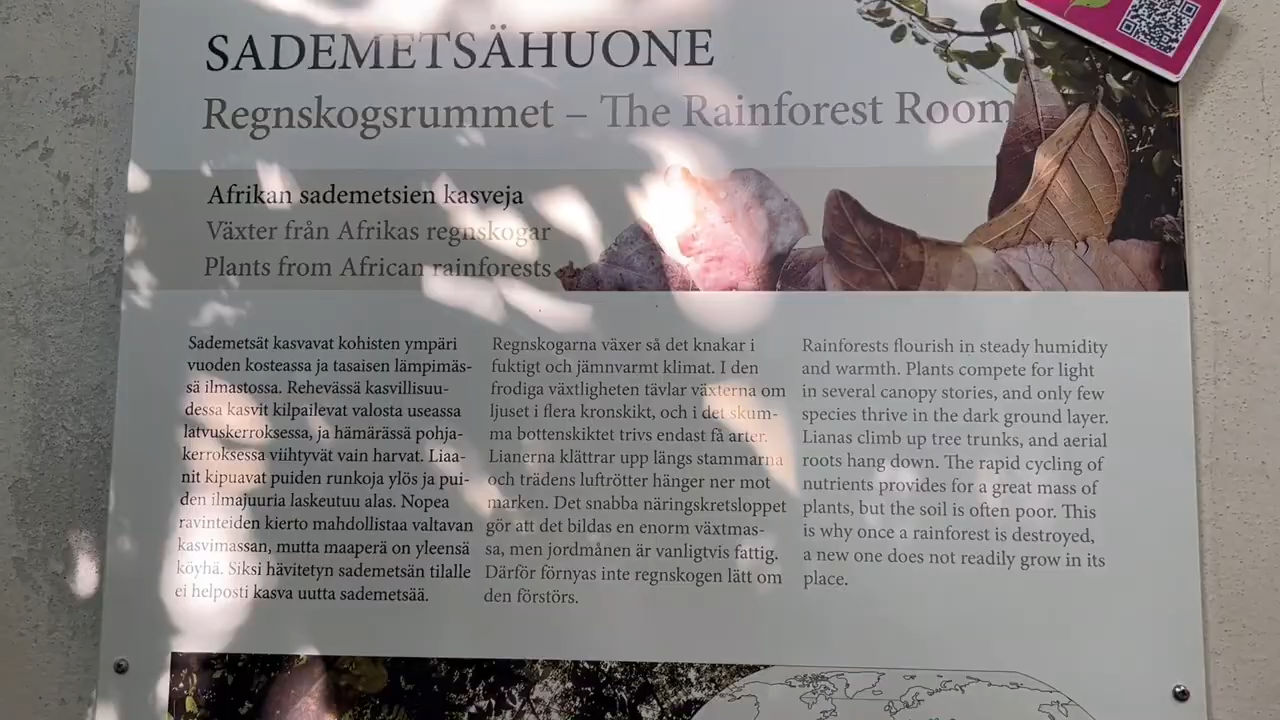 SADEMETSÄHUONE
Regnskogsrummet – The Rainforest Room
Afrikan sademetsien kasveja
Växter från Afrikas regnskogar
Plants from African rainforests
Sademetsät kasvavat kohisten ympäri
vuoden kosteassa ja tasaisen lämpimäs-
sä ilmastossa. Rehevässä kasvillisuu-
dessa kasvit kilpailevat valosta useassa
latvuskerroksessa, ja hämärässä pohja-
kerroksessa viihtyvät vain harvat. Liaa-
nit kipuavat puiden runkoja ylös ja pui-
den ilmajuuria laskeutuu alas. Nopea
ravinteiden kierto mahdollistaa valtavan
kasvimassan, mutta maaperä on yleensä
köyhä. Siksi hävitetyn sademetsän tilalle
ei helposti kasva uutta sademetsää.
Regnskogarna växer så det knakar i
fuktigt och jämnvarmt klimat. I den
frodiga växtligheten tävlar växterna om
ljuset i flera kronskikt, och i det skum-
ma bottenskiktet trivs endast få arter.
Lianerna klättrar upp längs stammarna
och trädens luftrötter hänger ner mot
marken. Det snabba näringskretsloppet
gör att det bildas en enorm växtmas-
sa, men jordmånen är vanligtvis fattig.
Därför förnyas inte regnskogen lätt om
den förstörs.
Rainforests flourish in steady humidity
and warmth. Plants compete for light
in several canopy stories, and only few
species thrive in the dark ground layer.
Lianas climb up tree trunks, and aerial
roots hang down. The rapid cycling of
nutrients provides for a great mass of
plants, but the soil is often poor. This
is why once a rainforest is destroyed,
a new one does not readily grow in its
place.